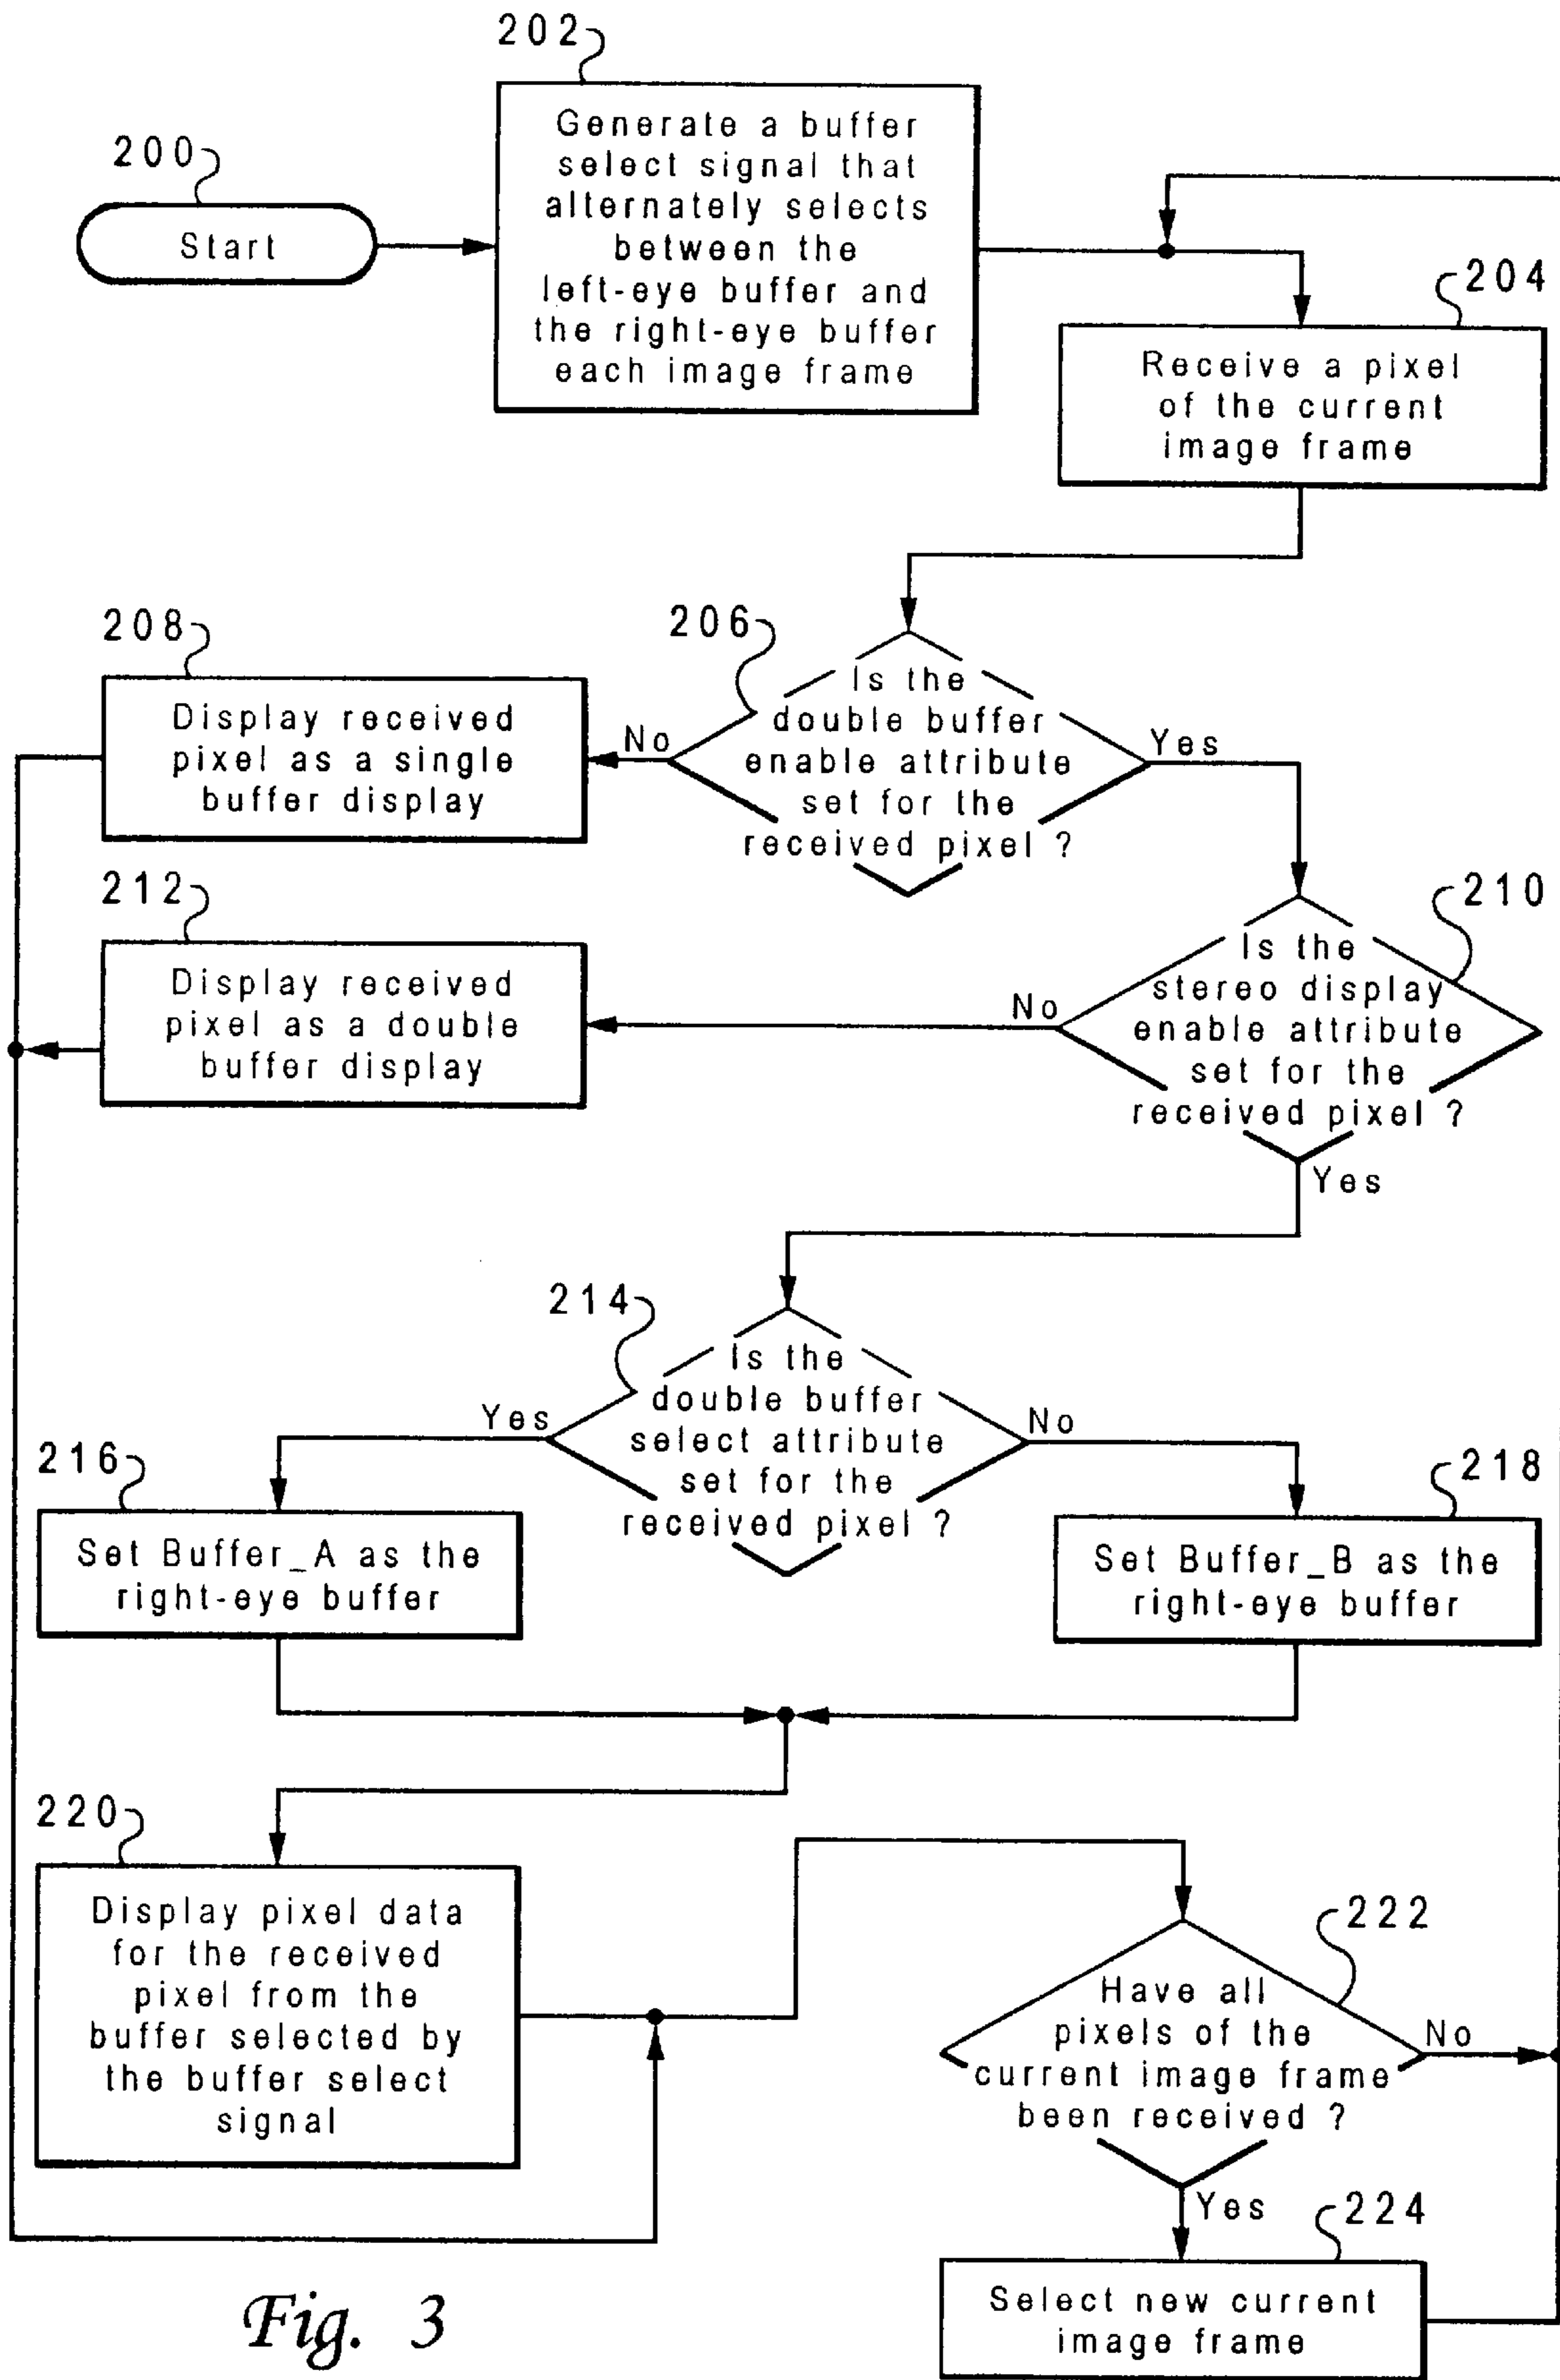 202
Generate a buffer
select signal that
alternately selects
between the
left-eye buffer and
the right-eye buffer
each image frame
200
Start
204
Receive a pixel
of the current
image frame
206
Is the
double buffer
enable attribute
set for the
received pixel ?
No
Yes
208
Display received
pixel as a single
buffer display
210
Is the
stereo display
enable attribute
set for the
received pixel ?
No
Yes
212
Display received
pixel as a double
buffer display
214
Is the
double buffer
select attribute
set for the
received pixel ?
Yes
No
216
Set Buffer_A as the
right-eye buffer
218
Set Buffer_B as the
right-eye buffer
220
Display pixel data
for the received
pixel from the
buffer selected by
the buffer select
signal
222
Have all
pixels of the
current image frame
been received ?
No
Yes
224
Select new current
image frame
Fig. 3